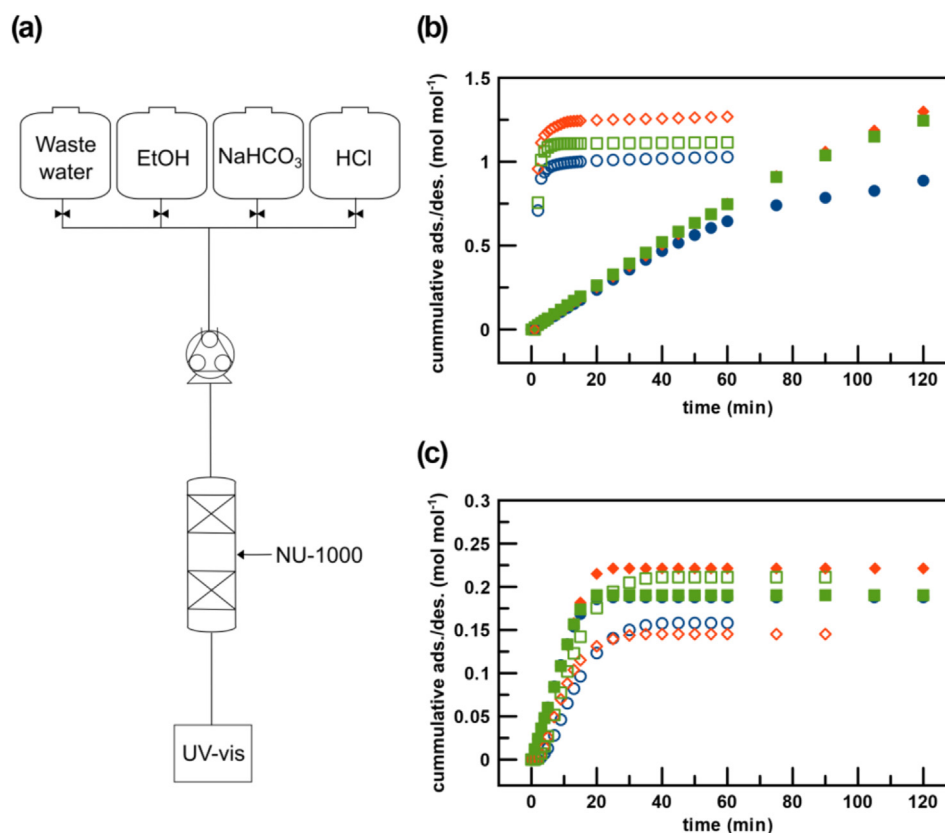 (a)
Waste
water
EtOH
NaHCO₃
HCl
NU-1000
UV-vis
(b)
cummulative ads./des. (mol mol⁻¹)
1.5
1
0.5
0
0 20 40 60 80 100 120
time (min)
(c)
cummulative ads./des. (mol mol⁻¹)
0.3
0.25
0.2
0.15
0.1
0.05
0
0 20 40 60 80 100 120
time (min)